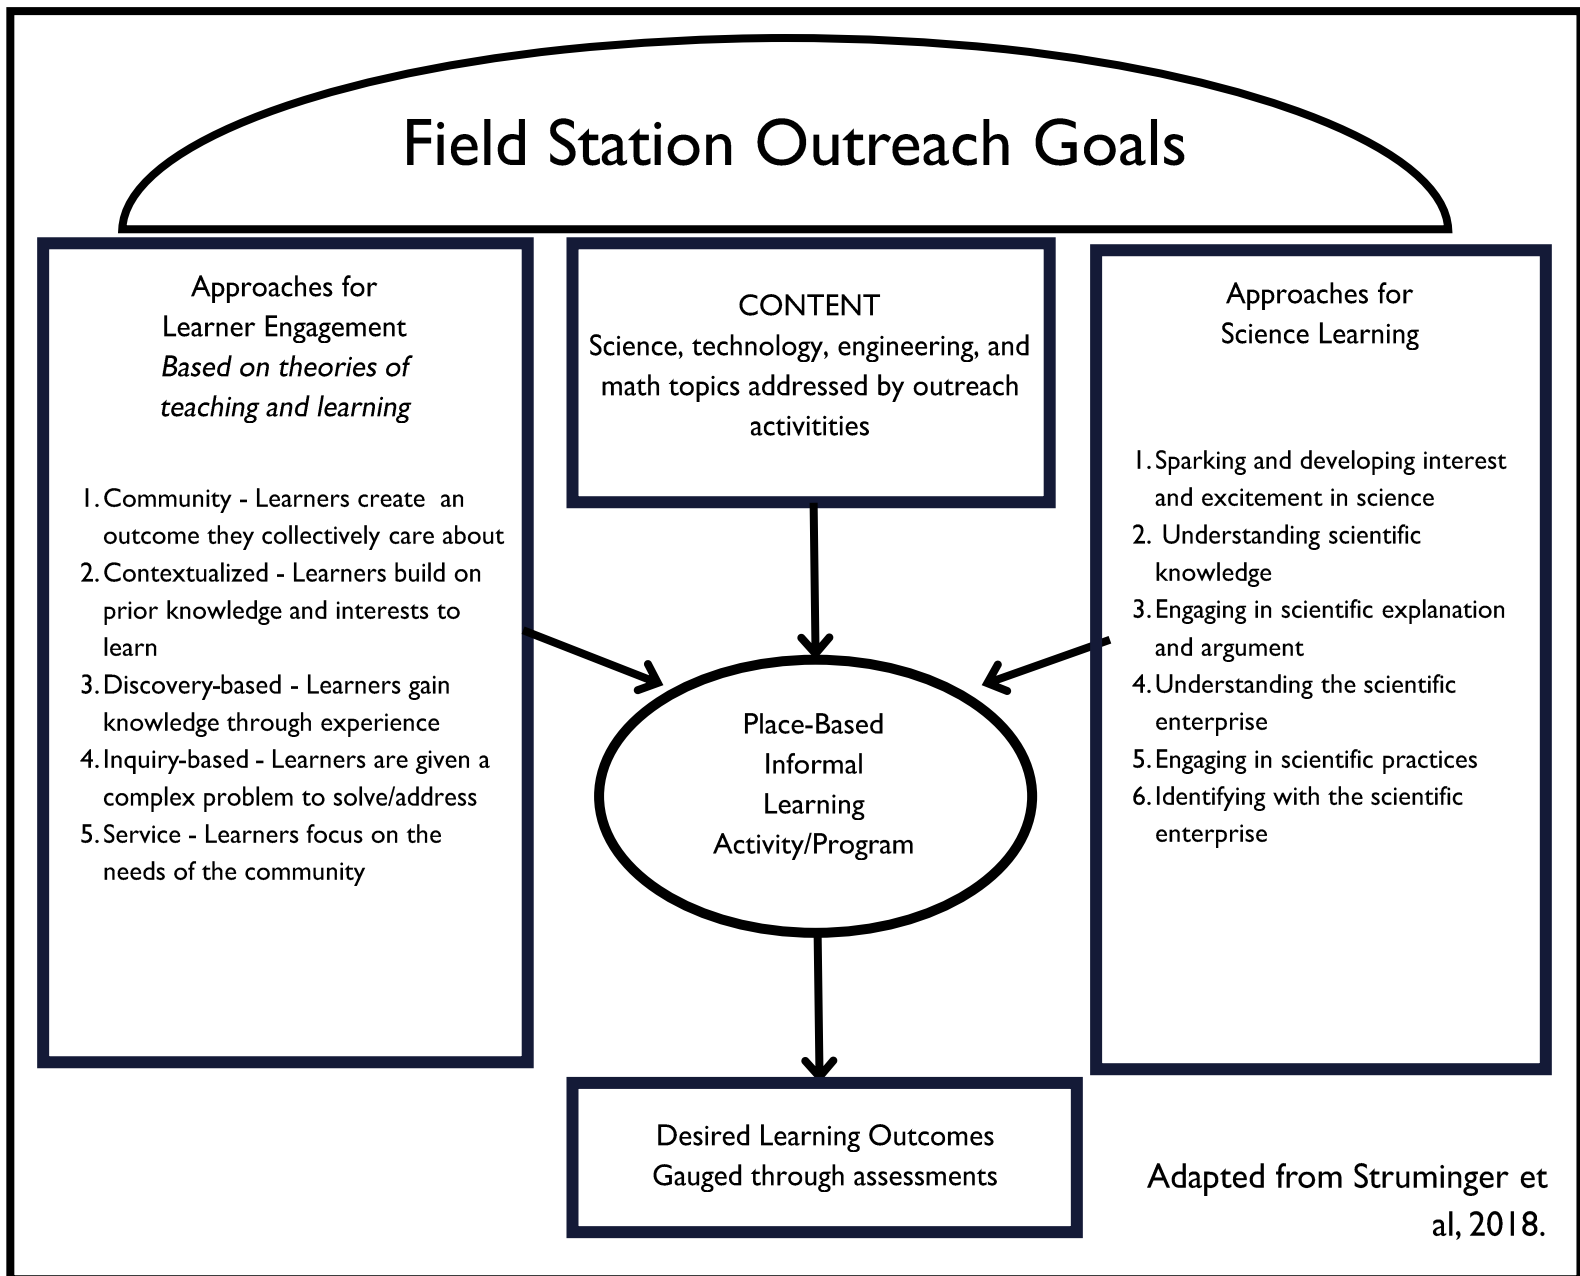 Field Station Outreach Goals
Approaches for
Learner Engagement
Based on theories of
teaching and learning
1. Community - Learners create  an
outcome they collectively care about
2. Contextualized - Learners build on
prior knowledge and interests to
learn
3. Discovery-based - Learners gain
knowledge through experience
4. Inquiry-based - Learners are given a
complex problem to solve/address
5. Service - Learners focus on the
needs of the community
CONTENT
Science, technology, engineering, and
math topics addressed by outreach
activitities
Approaches for
Science Learning
1. Sparking and developing interest
and excitement in science
2. Understanding scientific
knowledge
3. Engaging in scientific explanation
and argument
4. Understanding the scientific
enterprise
5. Engaging in scientific practices
6. Identifying with the scientific
enterprise
Place-Based
Informal
Learning
Activity/Program
Desired Learning Outcomes
Gauged through assessments
Adapted from Struminger et
al, 2018.